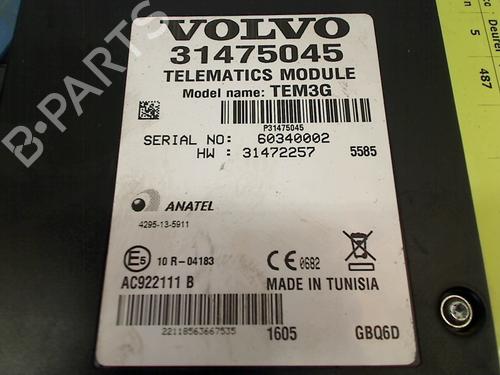 VOLVO
31475045
TELEMATICS MODULE
Model name: TEM3G
P31475045
SERIAL NO: 60340002
HW : 31472257 5585
ANATEL
4295-13-5911
E5 10 R-04183 CE 0682
AC922111 B MADE IN TUNISIA
22118563667535 1605 GBQ6D
B-Parts
> Deuren
5
487